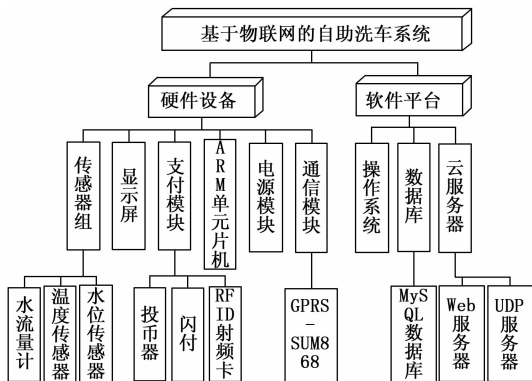 基于物联网的自助洗车系统
硬件设备
软件平台
传感器组
显示屏
支付模块
ARM单元片机
电源模块
通信模块
操作系统
数据库
云服务器
水流量计
温度传感器
水位传感器
投币器
闪付
RFID射频卡
GPRS-SUM868
MySQL数据库
Web服务器
UDP服务器